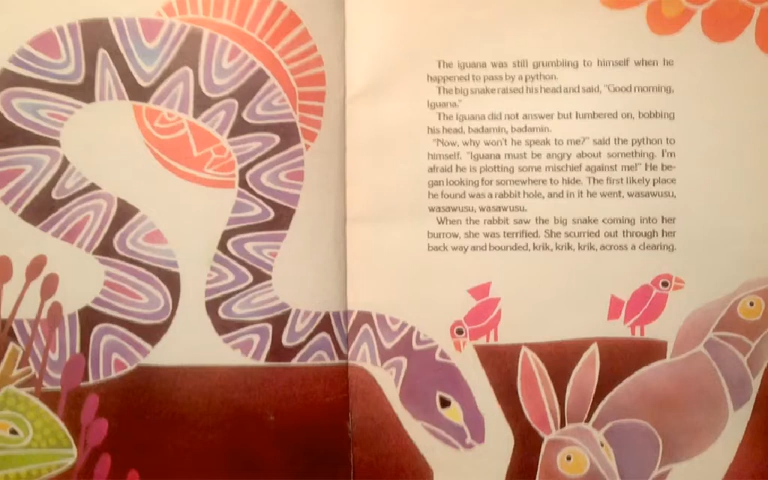 The iguana was still grumbling to himself when he
happened to pass by a python.
The big snake raised his head and said, "Good morning,
Iguana."
The iguana did not answer but lumbered on, bobbing
his head, badamin, badamin.
"Now, why won't he speak to me?" said the python to
himself. "Iguana must be angry about something. I'm
afraid he is plotting some mischief against me!" He be-
gan looking for somewhere to hide. The first likely place
he found was a rabbit hole, and in it he went, wasawusu,
wasawusu, wasawusu.
When the rabbit saw the big snake coming into her
burrow, she was terrified. She scurried out through her
back way and bounded, krik, krik, krik, across a clearing.